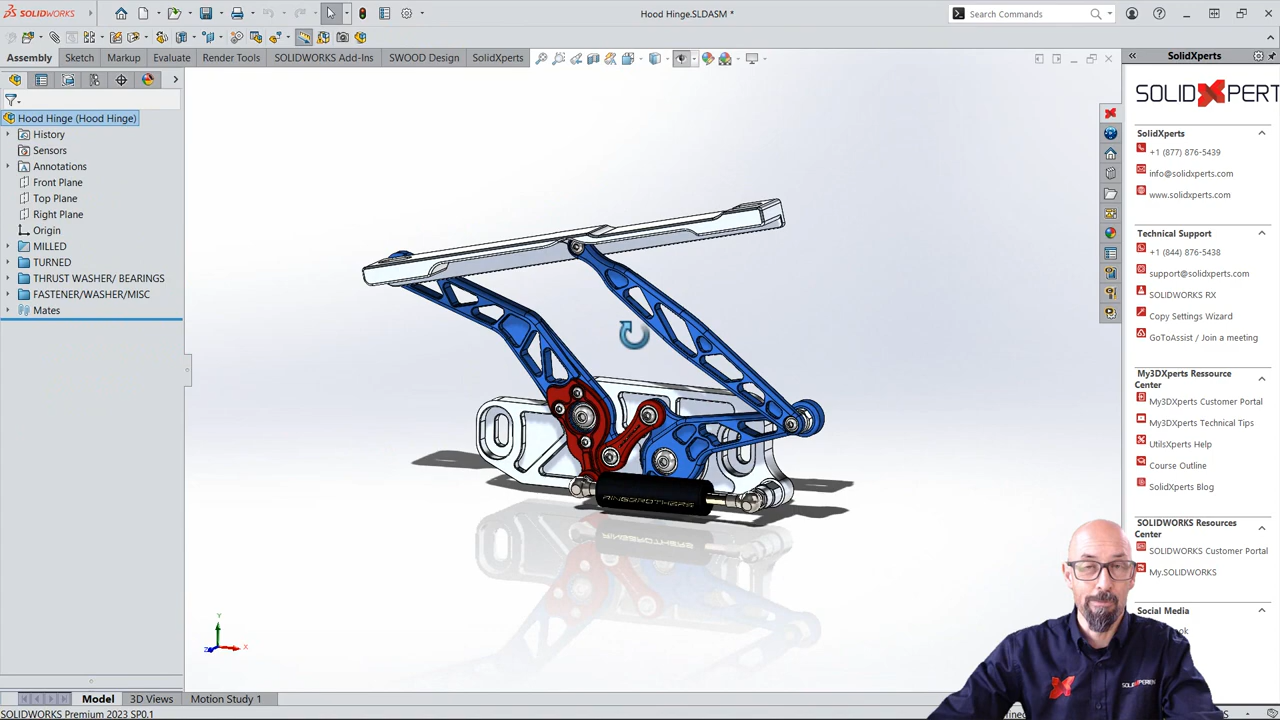 SOLIDWORKS
Hood Hinge.SLDASM *
Search Commands
Assembly
Sketch
Markup
Evaluate
Render Tools
SOLIDWORKS Add-Ins
SWOOD Design
SolidXperts
SolidXperts
Hood Hinge (Hood Hinge)
History
Sensors
Annotations
Front Plane
Top Plane
Right Plane
Origin
MILLED
TURNED
THRUST WASHER/ BEARINGS
FASTENER/WASHER/MISC
Mates
RINGBROTHERS
Y
X
Z
SOLIDXPERT
SolidXperts
+1 (877) 876-5439
info@solidxperts.com
www.solidxperts.com
Technical Support
+1 (844) 876-5438
support@solidxperts.com
SOLIDWORKS RX
Copy Settings Wizard
GoToAssist / Join a meeting
My3DXperts Ressource
Center
My3DXperts Customer Portal
My3DXperts Technical Tips
UtilsXperts Help
Course Outline
SolidXperts Blog
SOLIDWORKS Resources
Center
SOLIDWORKS Customer Portal
My.SOLIDWORKS
Social Media
Model
3D Views
Motion Study 1
SOLIDWORKS Premium 2023 SP0.1